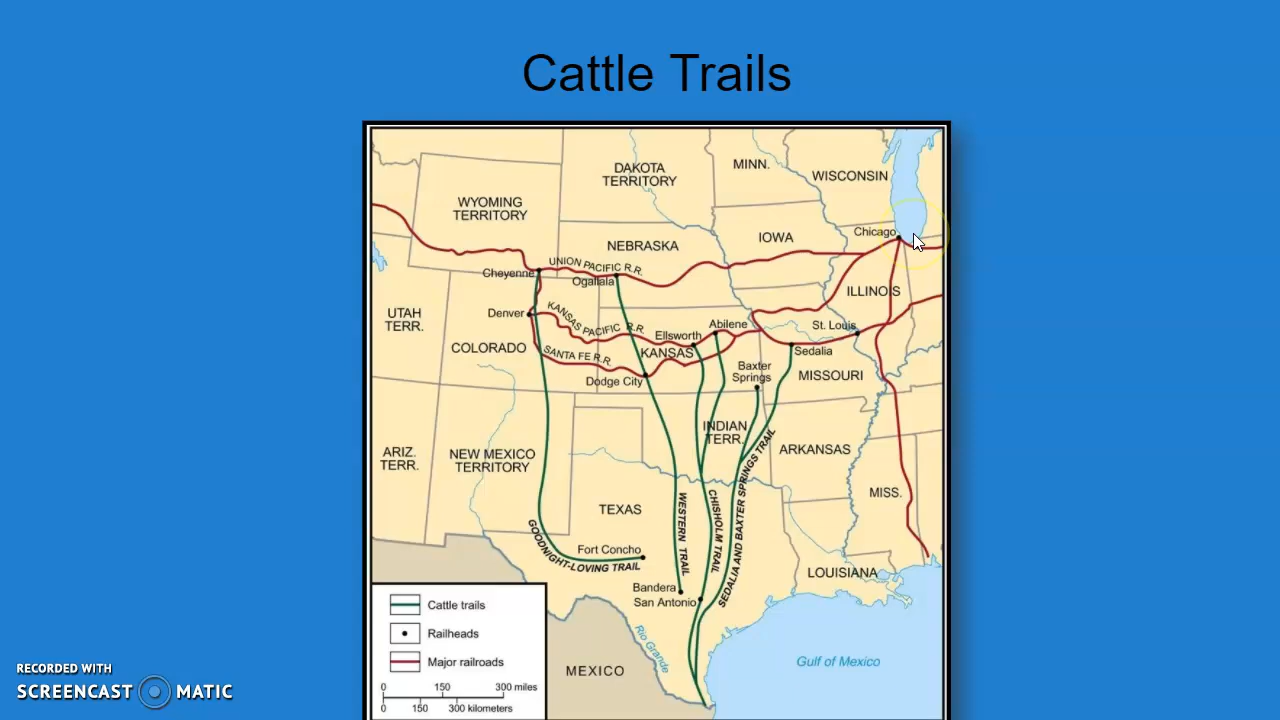 Cattle Trails
DAKOTA
TERRITORY
MINN.
WISCONSIN
WYOMING
TERRITORY
NEBRASKA
IOWA
Chicago
UNION PACIFIC R.R.
Cheyenne
Ogallala
ILLINOIS
UTAH
TERR.
Denver
KANSAS PACIFIC R.R.
Ellsworth
Abilene
St. Louis
COLORADO
SANTA FE R.R.
KANSAS
Sedalia
Dodge City
Baxter
Springs
MISSOURI
INDIAN
TERR.
ARKANSAS
ARIZ.
TERR.
NEW MEXICO
TERRITORY
MISS.
TEXAS
GOODNIGHT-LOVING TRAIL
WESTERN TRAIL
CHISHOLM TRAIL
SEDALIA AND BAXTER SPRINGS TRAIL
Fort Concho
LOUISIANA
Bandera
San Antonio
Rio Grande
MEXICO
Gulf of Mexico
Cattle trails
Railheads
Major railroads
0 150 300 miles
0 150 300 kilometers
RECORDED WITH
SCREENCAST MATIC